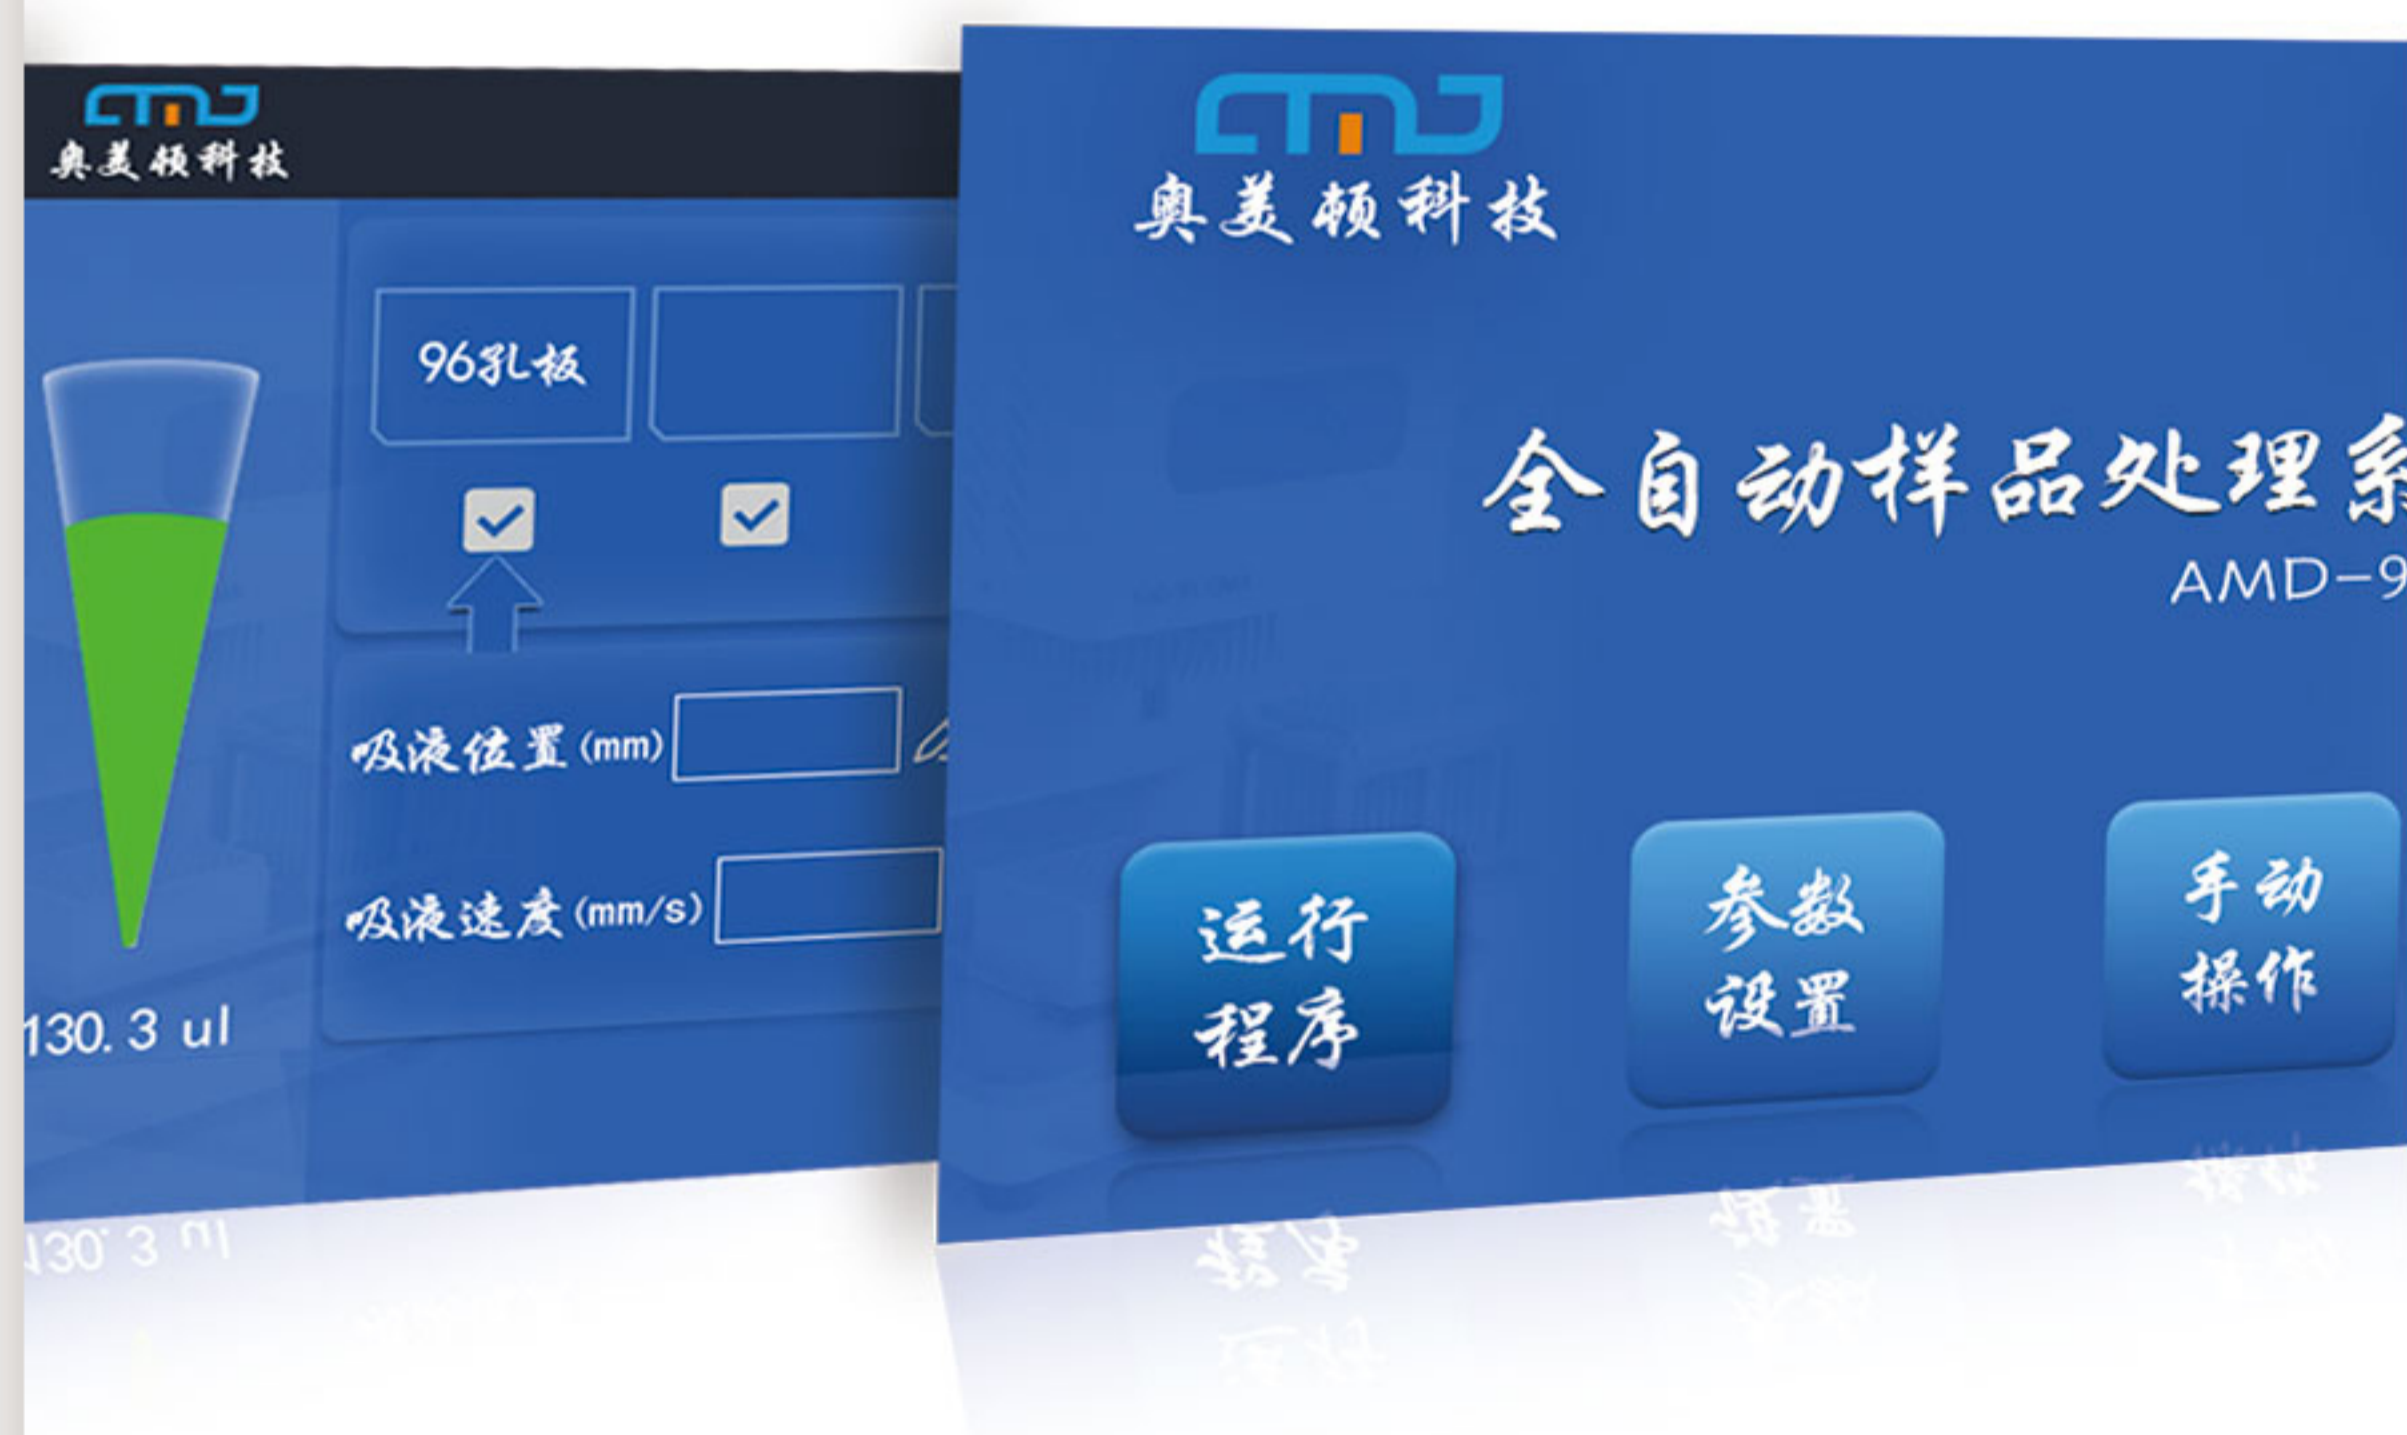 奥美顿科技
96孔板
吸液位置(mm)
吸液速度(mm/s)
130.3 ul
奥美顿科技
全自动样品处理系
AMD-9
运行
程序
参数
设置
手动
操作